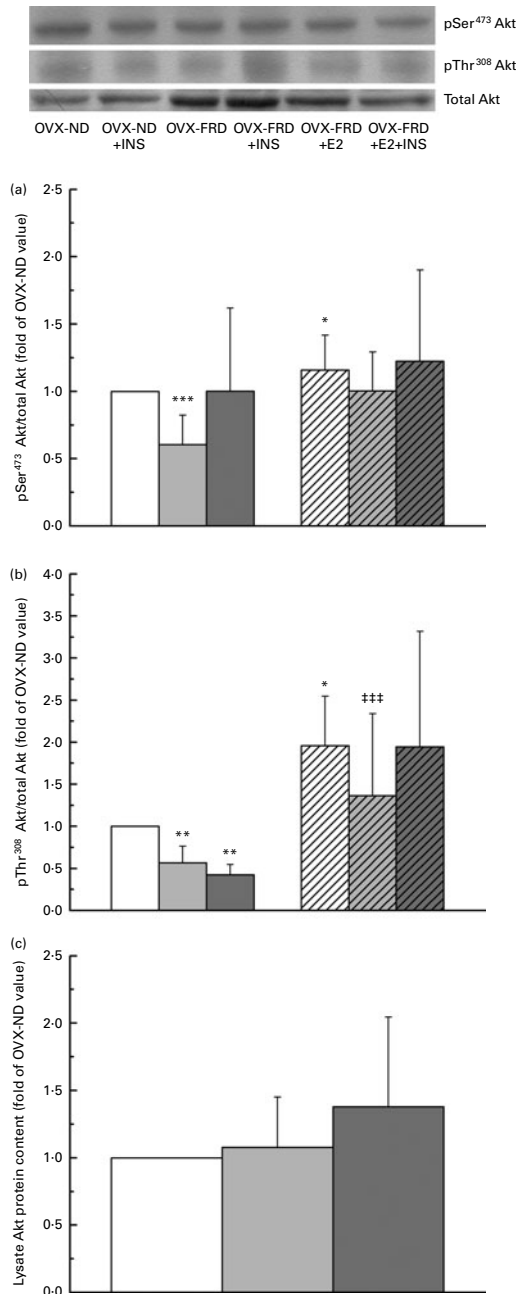 pSer⁴⁷³ Akt
pThr³⁰⁸ Akt
Total Akt
OVX-ND OVX-ND OVX-FRD OVX-FRD OVX-FRD OVX-FRD
+INS +INS +E2 +E2+INS
(a)
pSer⁴⁷³ Akt/total Akt (fold of OVX-ND value)
2·5
2·0
1·5
1·0
0·5
0·0
***
*
(b)
pThr³⁰⁸ Akt/total Akt (fold of OVX-ND value)
4·0
3·5
3·0
2·5
2·0
1·5
1·0
0·5
0·0
**
**
*
‡‡‡
(c)
Lysate Akt protein content (fold of OVX-ND value)
2·5
2·0
1·5
1·0
0·5
0·0